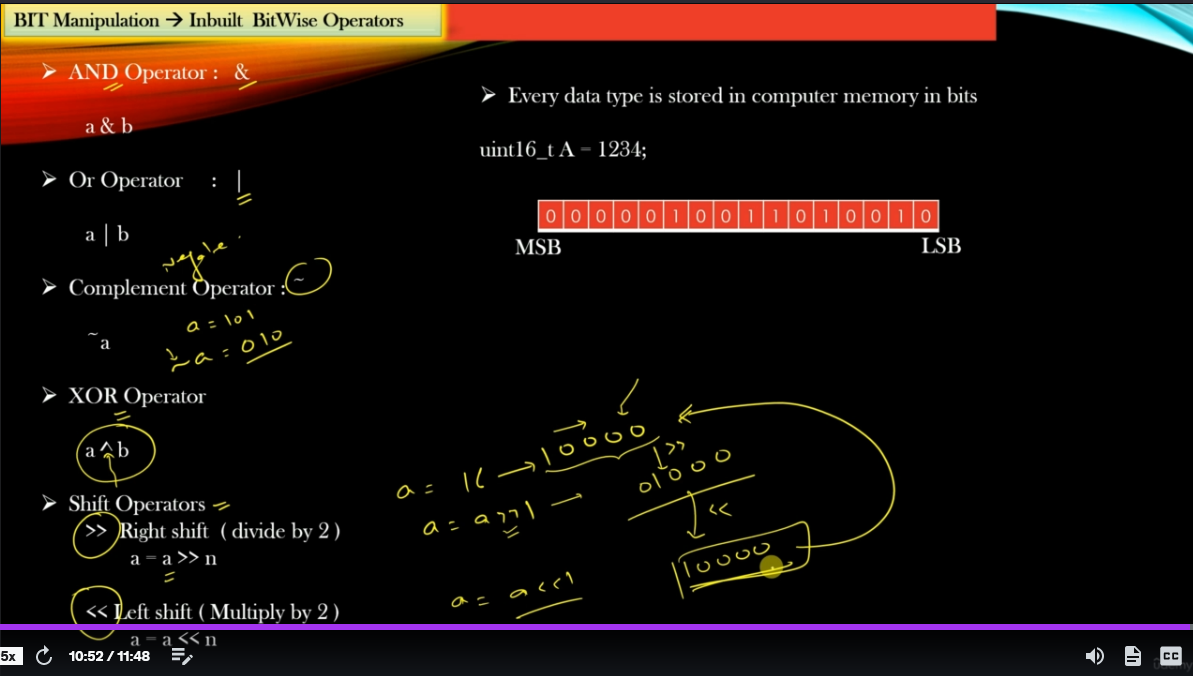 BIT Manipulation → Inbuilt BitWise Operators
➤ AND Operator : &
a & b
➤ Or Operator : |
a | b
➤ Complement Operator : ~
~a
a = 101
~a = 010
➤ XOR Operator
a ^ b
➤ Shift Operators
>> Right shift ( divide by 2 )
a = a >> n
<< Left shift ( Multiply by 2 )
a = a << n
➤ Every data type is stored in computer memory in bits
uint16_t A = 1234;
0 0 0 0 0 1 0 0 1 1 0 1 0 0 1 0
MSB LSB
a = 16 → 10000
1>>
a = a>>1 01000
<<
10000
a = a<<1
5x 10:52 / 11:48 CC